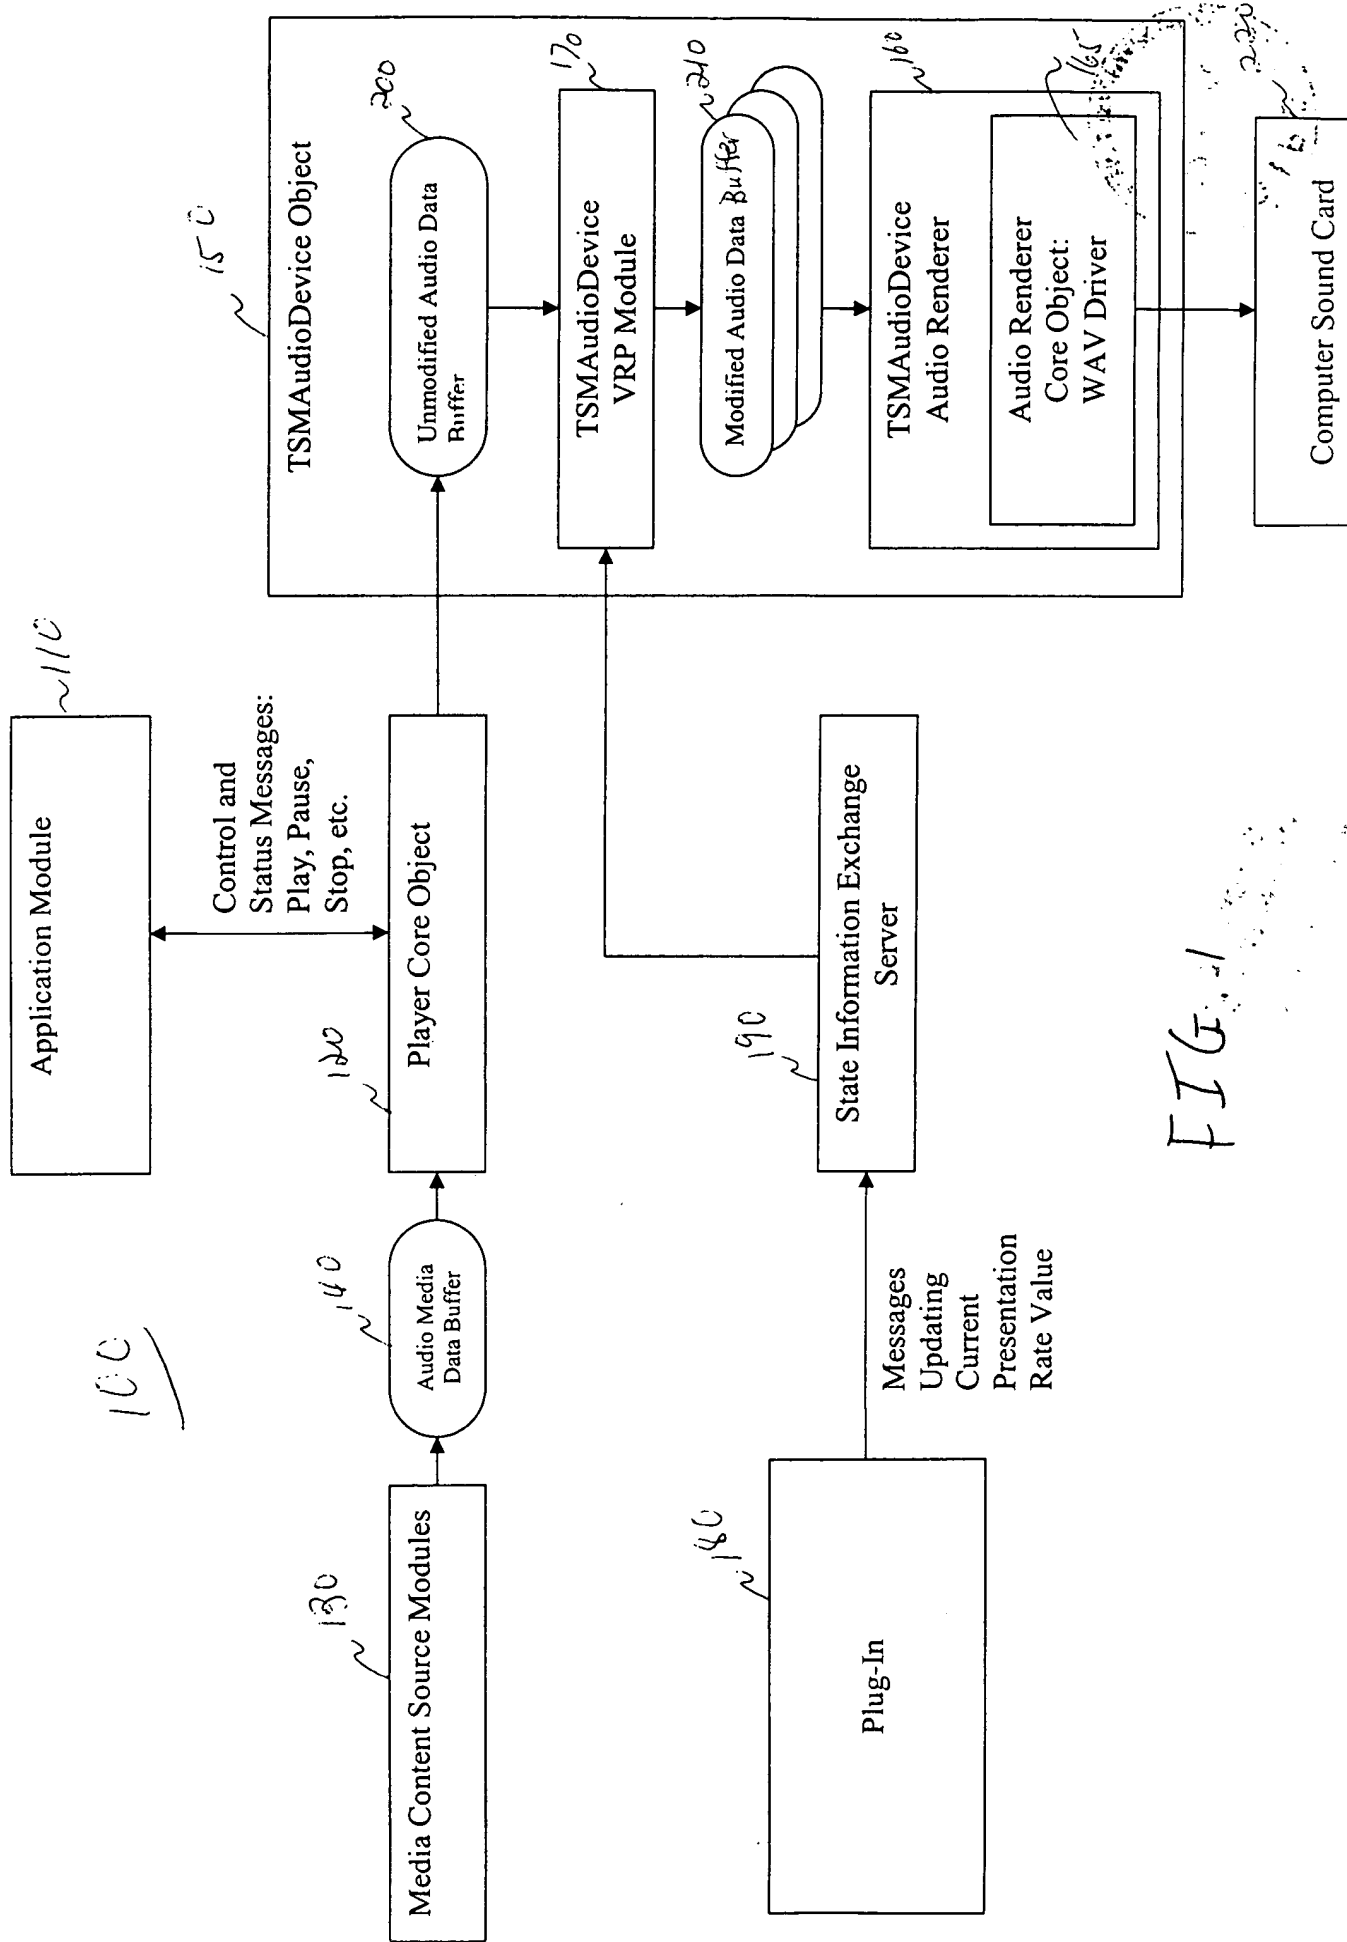 100
Application Module
110
Control and
Status Messages:
Play, Pause,
Stop, etc.
130
Media Content Source Modules
140
Audio Media
Data Buffer
120
Player Core Object
150
TSMAudioDevice Object
200
Unmodified Audio Data
Buffer
170
TSMAudioDevice
VRP Module
210
Modified Audio Data Buffer
160
TSMAudioDevice
Audio Renderer
165
Audio Renderer
Core Object:
WAV Driver
220
Computer Sound Card
180
Plug-In
Messages
Updating
Current
Presentation
Rate Value
190
State Information Exchange
Server
FIG. 1